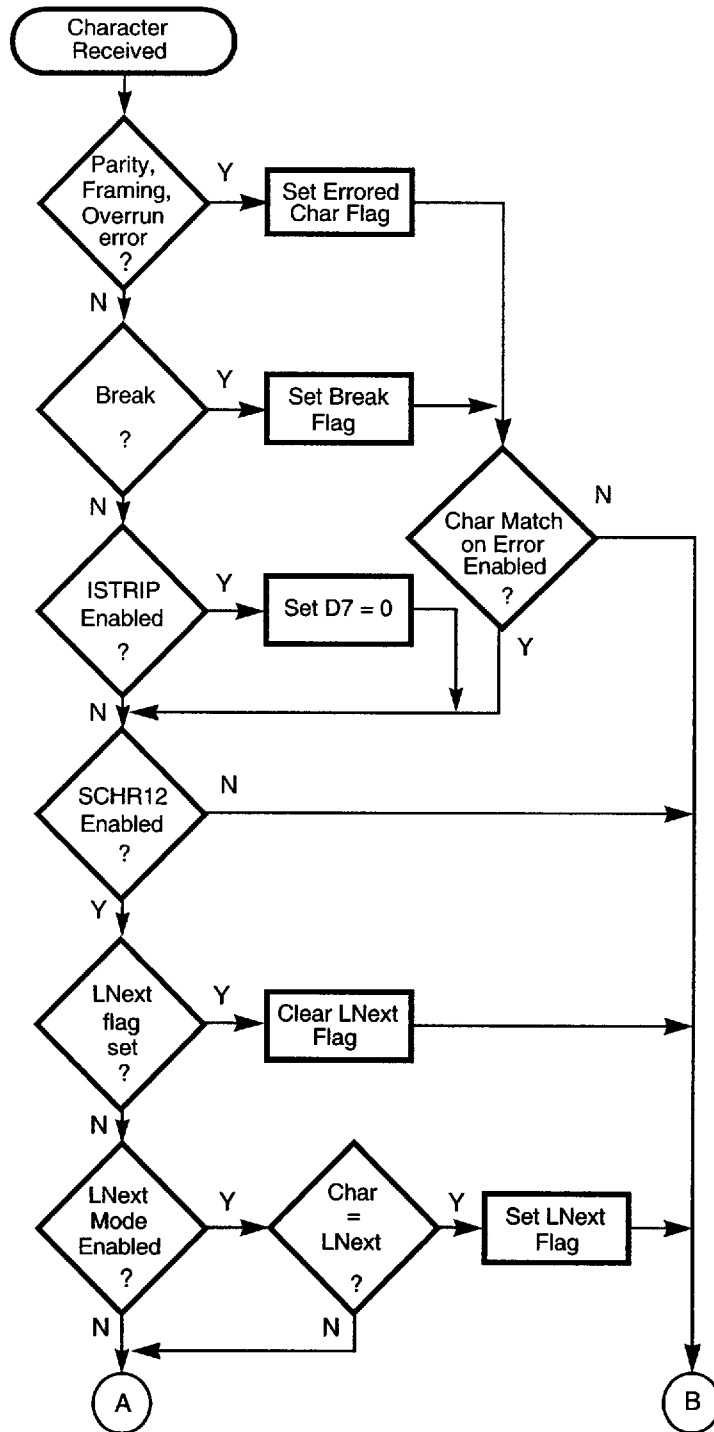 Character
Received
Parity,
Framing,
Overrun
error
?
Y
Set Errored
Char Flag
N
Break
?
Y
Set Break
Flag
N
Char Match
on Error
Enabled
?
N
Y
ISTRIP
Enabled
?
Y
Set D7 = 0
N
SCHR12
Enabled
?
N
Y
LNext
flag
set
?
Y
Clear LNext
Flag
N
LNext
Mode
Enabled
?
Y
Char
=
LNext
?
Y
Set LNext
Flag
N
N
A
B